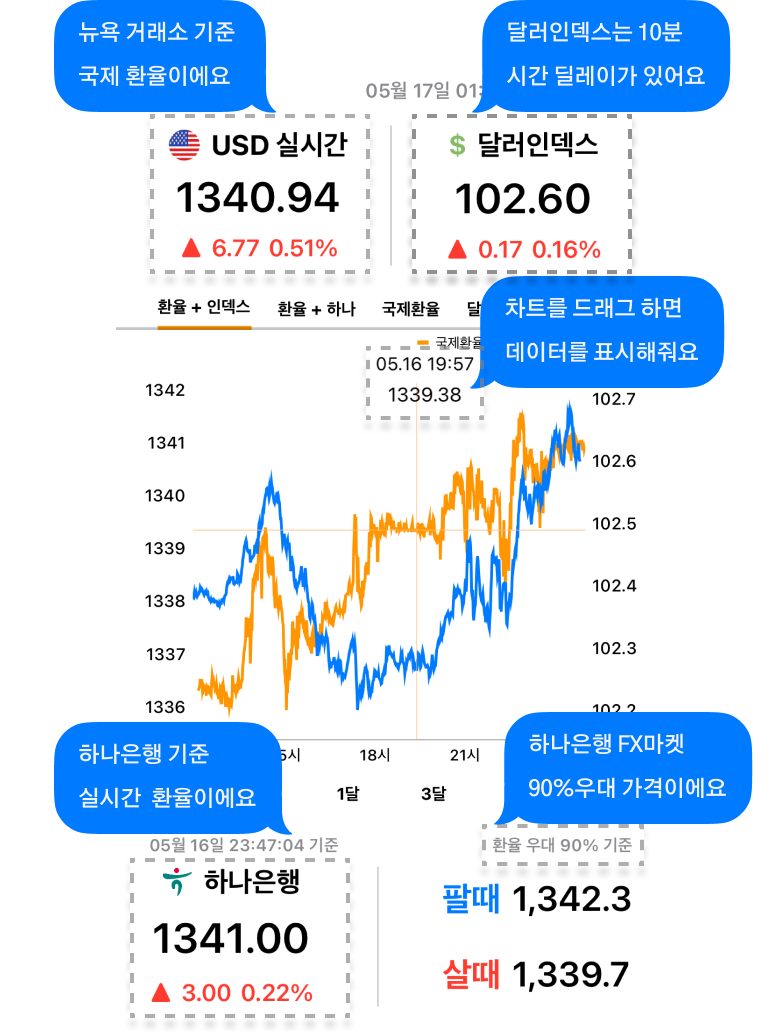 뉴욕 거래소 기준
국제 환율이에요
달러인덱스는 10분
시간 딜레이가 있어요
05월 17일 01:
USD 실시간
1340.94
▲ 6.77 0.51%
$ 달러인덱스
102.60
▲ 0.17 0.16%
환율 + 인덱스 환율 + 하나 국제환율 달
차트를 드래그 하면
데이터를 표시해줘요
국제환율
05.16 19:57
1339.38
1342
1341
1340
1339
1338
1337
1336
102.7
102.6
102.5
102.4
102.3
102.2
5시 18시 21시
1달 3달
하나은행 기준
실시간 환율이에요
하나은행 FX마켓
90%우대 가격이에요
05월 16일 23:47:04 기준
하나은행
1341.00
▲ 3.00 0.22%
환율 우대 90% 기준
팔때 1,342.3
살때 1,339.7